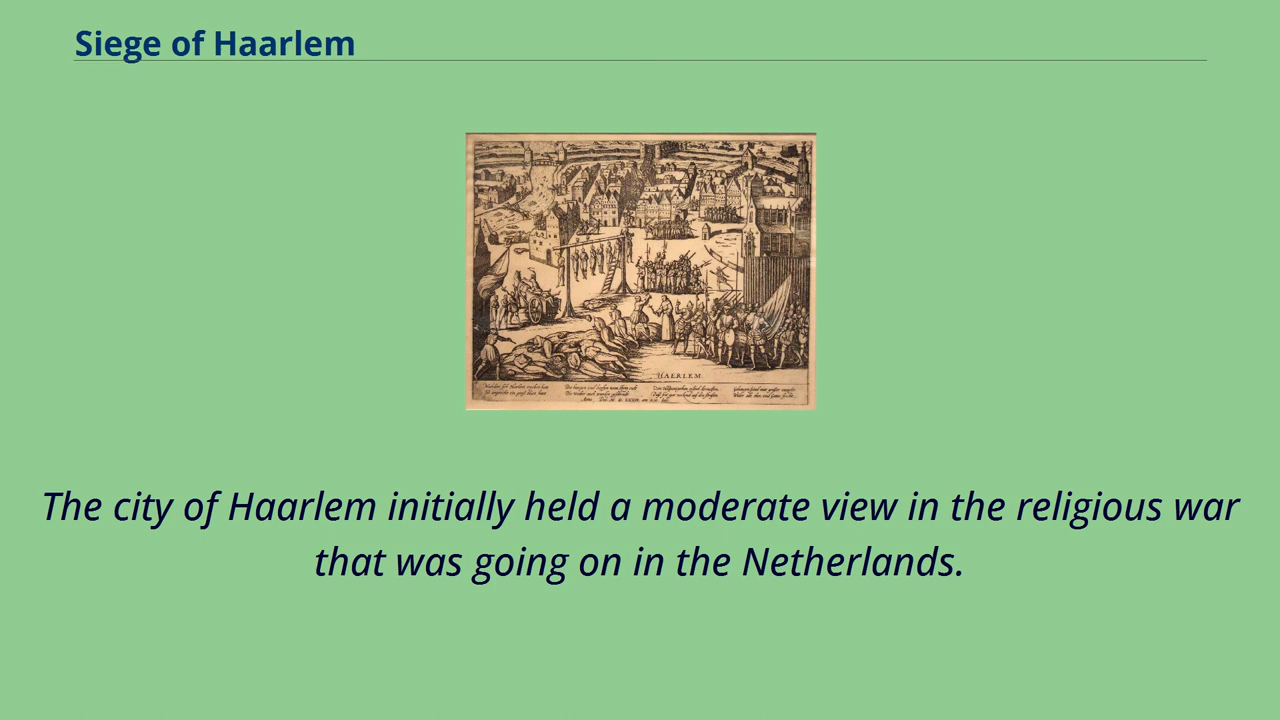 Siege of Haarlem
HAERLEM
The city of Haarlem initially held a moderate view in the religious war
that was going on in the Netherlands.